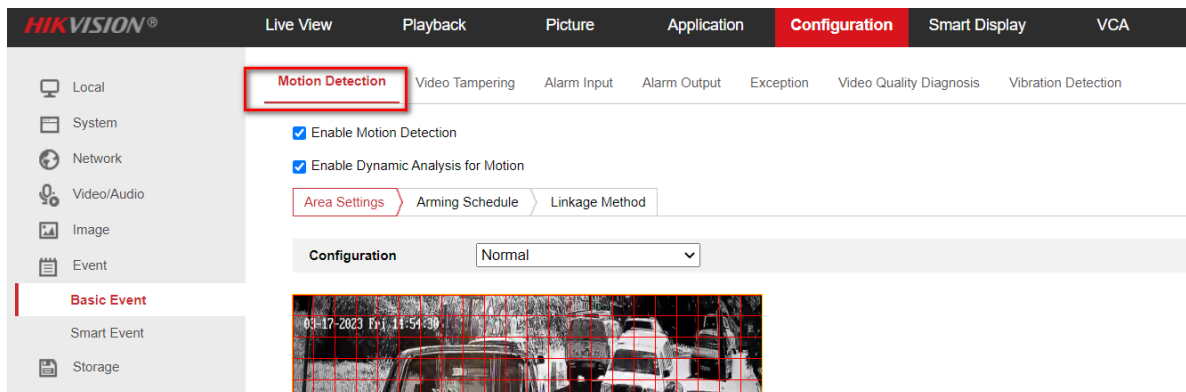 HIKVISION® Live View Playback Picture Application Configuration Smart Display VCA
Motion Detection Video Tampering Alarm Input Alarm Output Exception Video Quality Diagnosis Vibration Detection
Local
System
Network
Video/Audio
Image
Event
Basic Event
Smart Event
Storage
Enable Motion Detection
Enable Dynamic Analysis for Motion
Area Settings Arming Schedule Linkage Method
Configuration Normal
03-17-2023 Fri 11:54:30